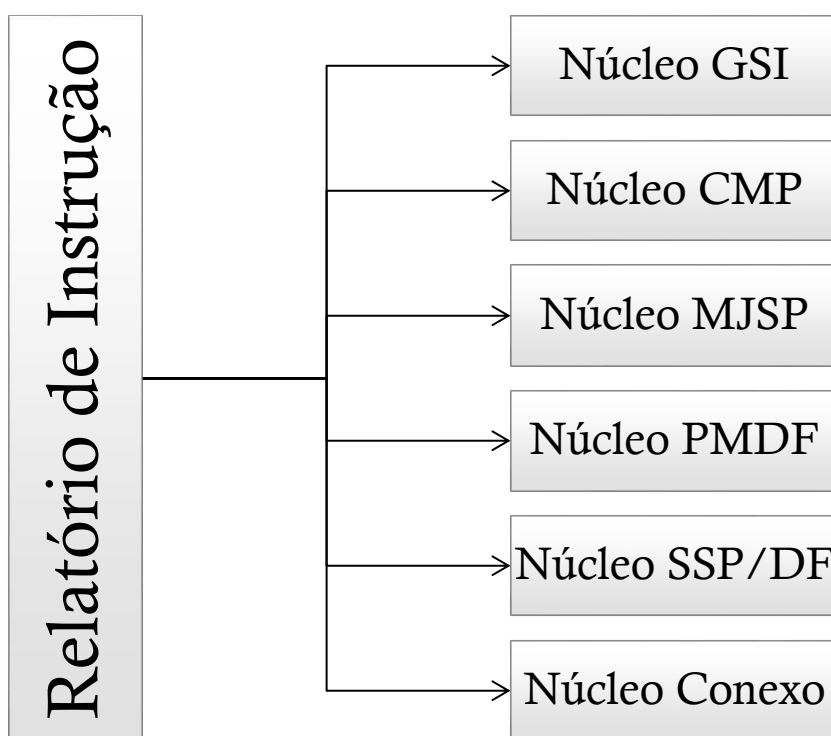 Relatório de Instrução
Núcleo GSI
Núcleo CMP
Núcleo MJSP
Núcleo PMDF
Núcleo SSP/DF
Núcleo Conexo